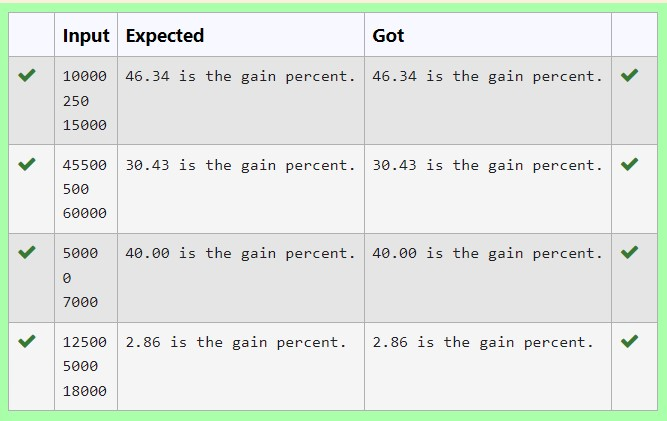 Input Expected Got
10000 46.34 is the gain percent. 46.34 is the gain percent.
250
15000
45500 30.43 is the gain percent. 30.43 is the gain percent.
500
60000
5000 40.00 is the gain percent. 40.00 is the gain percent.
0
7000
12500 2.86 is the gain percent. 2.86 is the gain percent.
5000
18000